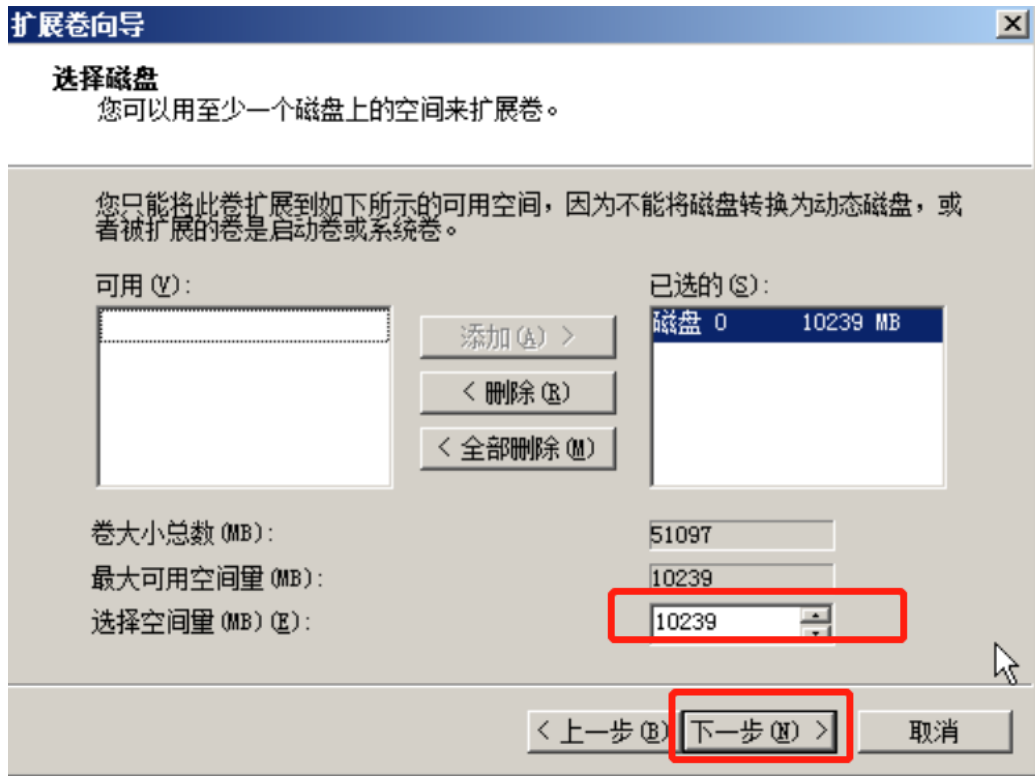 扩展卷向导
选择磁盘
您可以用至少一个磁盘上的空间来扩展卷。
您只能将此卷扩展到如下所示的可用空间，因为不能将磁盘转换为动态磁盘，或
者被扩展的卷是启动卷或系统卷。
可用(V):
已选的(S):
磁盘 0 10239 MB
添加(A) >
< 删除(R)
< 全部删除(M)
卷大小总数(MB): 51097
最大可用空间量(MB): 10239
选择空间量(MB)(E): 10239
< 上一步(B) 下一步(N) > 取消